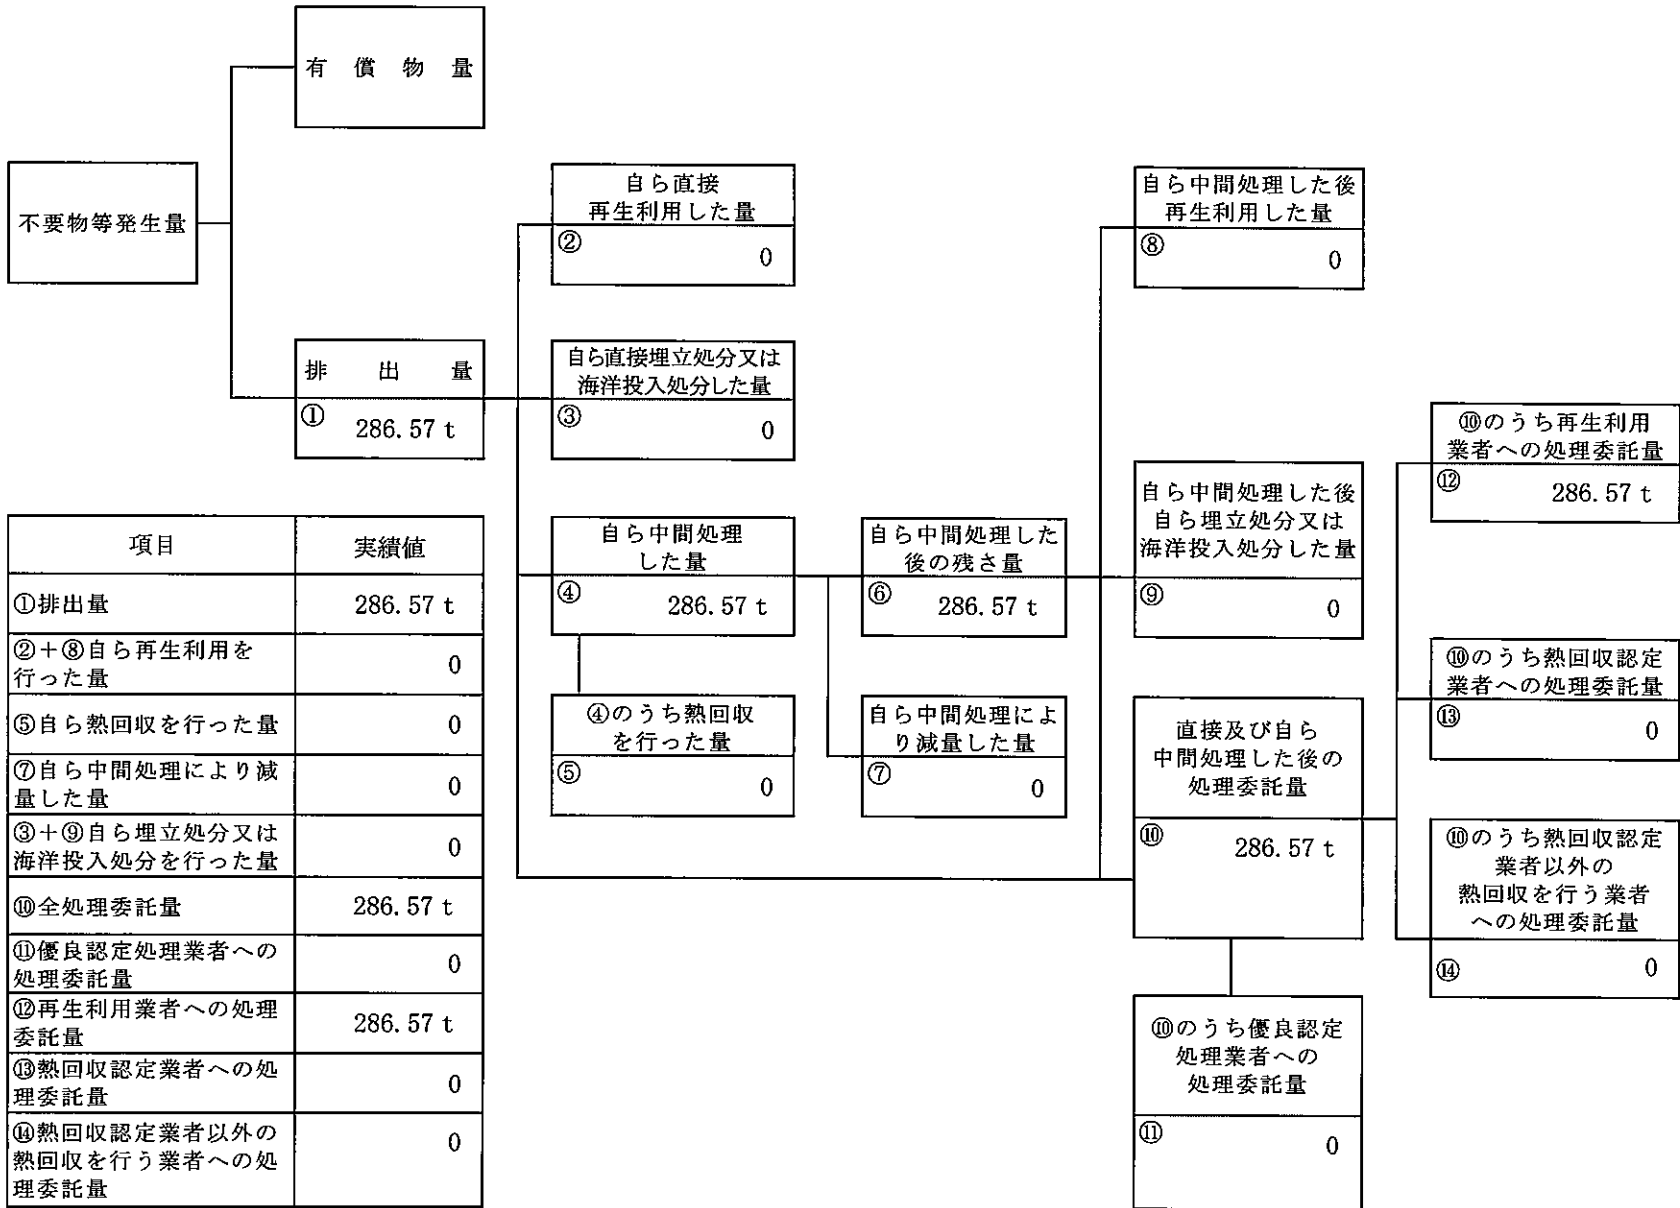 有償物量
不要物等発生量
排出量
① 286.57 t
自ら直接
再生利用した量
② 0
自ら直接埋立処分又は
海洋投入処分した量
③ 0
自ら中間処理
した量
④ 286.57 t
④のうち熱回収
を行った量
⑤ 0
自ら中間処理した
後の残さ量
⑥ 286.57 t
自ら中間処理によ
り減量した量
⑦ 0
自ら中間処理した後
再生利用した量
⑧ 0
自ら中間処理した後
自ら埋立処分又は
海洋投入処分した量
⑨ 0
直接及び自ら
中間処理した後の
処理委託量
⑩ 286.57 t
⑩のうち優良認定
処理業者への
処理委託量
⑪ 0
⑩のうち再生利用
業者への処理委託量
⑫ 286.57 t
⑩のうち熱回収認定
業者への処理委託量
⑬ 0
⑩のうち熱回収認定
業者以外の
熱回収を行う業者
への処理委託量
⑭ 0
項目 実績値
①排出量 286.57 t
②+⑧自ら再生利用を
行った量 0
⑤自ら熱回収を行った量 0
⑦自ら中間処理により減
量した量 0
③+⑨自ら埋立処分又は
海洋投入処分を行った量 0
⑩全処理委託量 286.57 t
⑪優良認定処理業者への
処理委託量 0
⑫再生利用業者への処理
委託量 286.57 t
⑬熱回収認定業者への処
理委託量 0
⑭熱回収認定業者以外の
熱回収を行う業者への処
理委託量 0